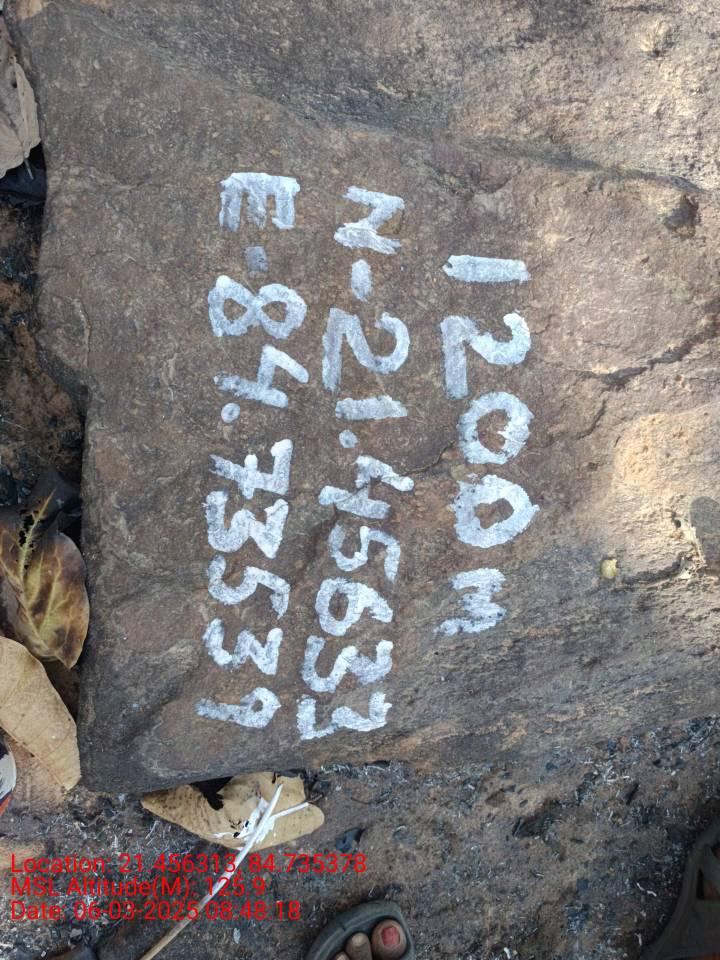 1200M
N-21.45633
E-84.73539
Location: 21.456313, 84.735378
MSL Altitude(M): 125.9
Date: 06-03-2025 08:48:18